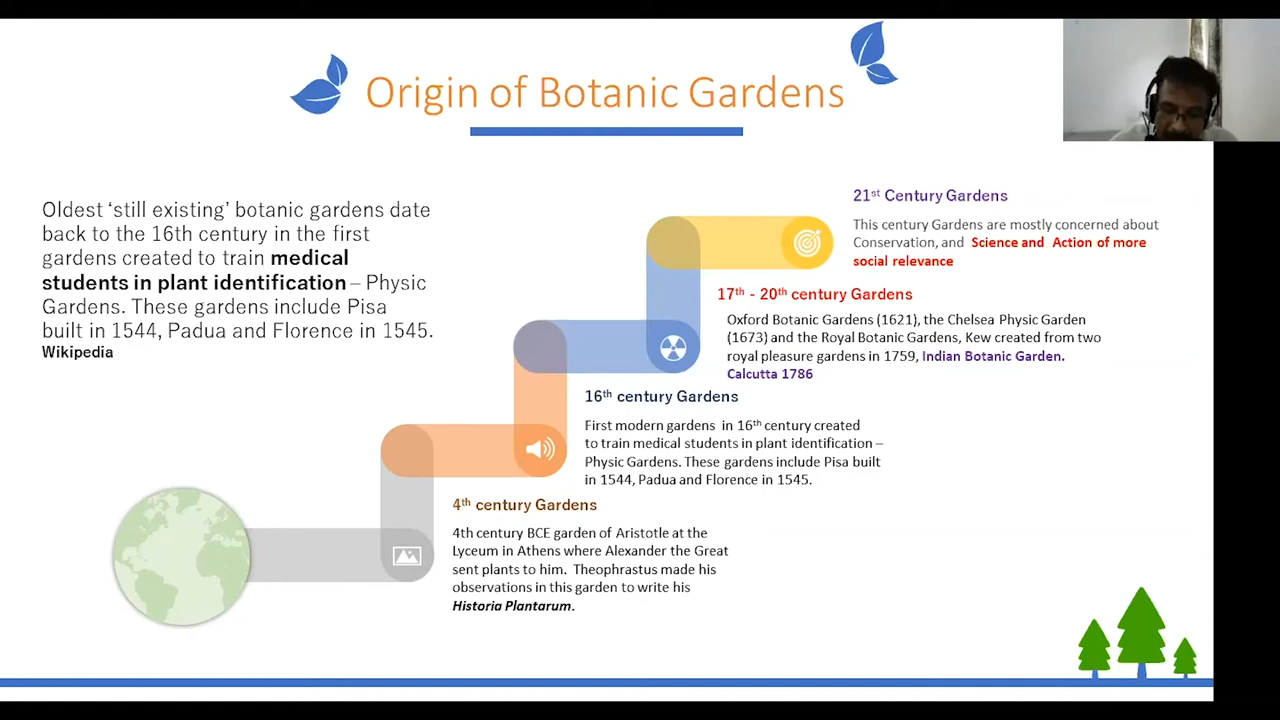 Origin of Botanic Gardens
Oldest ‘still existing’ botanic gardens date
back to the 16th century in the first
gardens created to train medical
students in plant identification – Physic
Gardens. These gardens include Pisa
built in 1544, Padua and Florence in 1545.
Wikipedia
21st Century Gardens
This century Gardens are mostly concerned about
Conservation, and Science and Action of more
social relevance
17th - 20th century Gardens
Oxford Botanic Gardens (1621), the Chelsea Physic Garden
(1673) and the Royal Botanic Gardens, Kew created from two
royal pleasure gardens in 1759, Indian Botanic Garden.
Calcutta 1786
16th century Gardens
First modern gardens in 16th century created
to train medical students in plant identification –
Physic Gardens. These gardens include Pisa built
in 1544, Padua and Florence in 1545.
4th century Gardens
4th century BCE garden of Aristotle at the
Lyceum in Athens where Alexander the Great
sent plants to him. Theophrastus made his
observations in this garden to write his
Historia Plantarum.